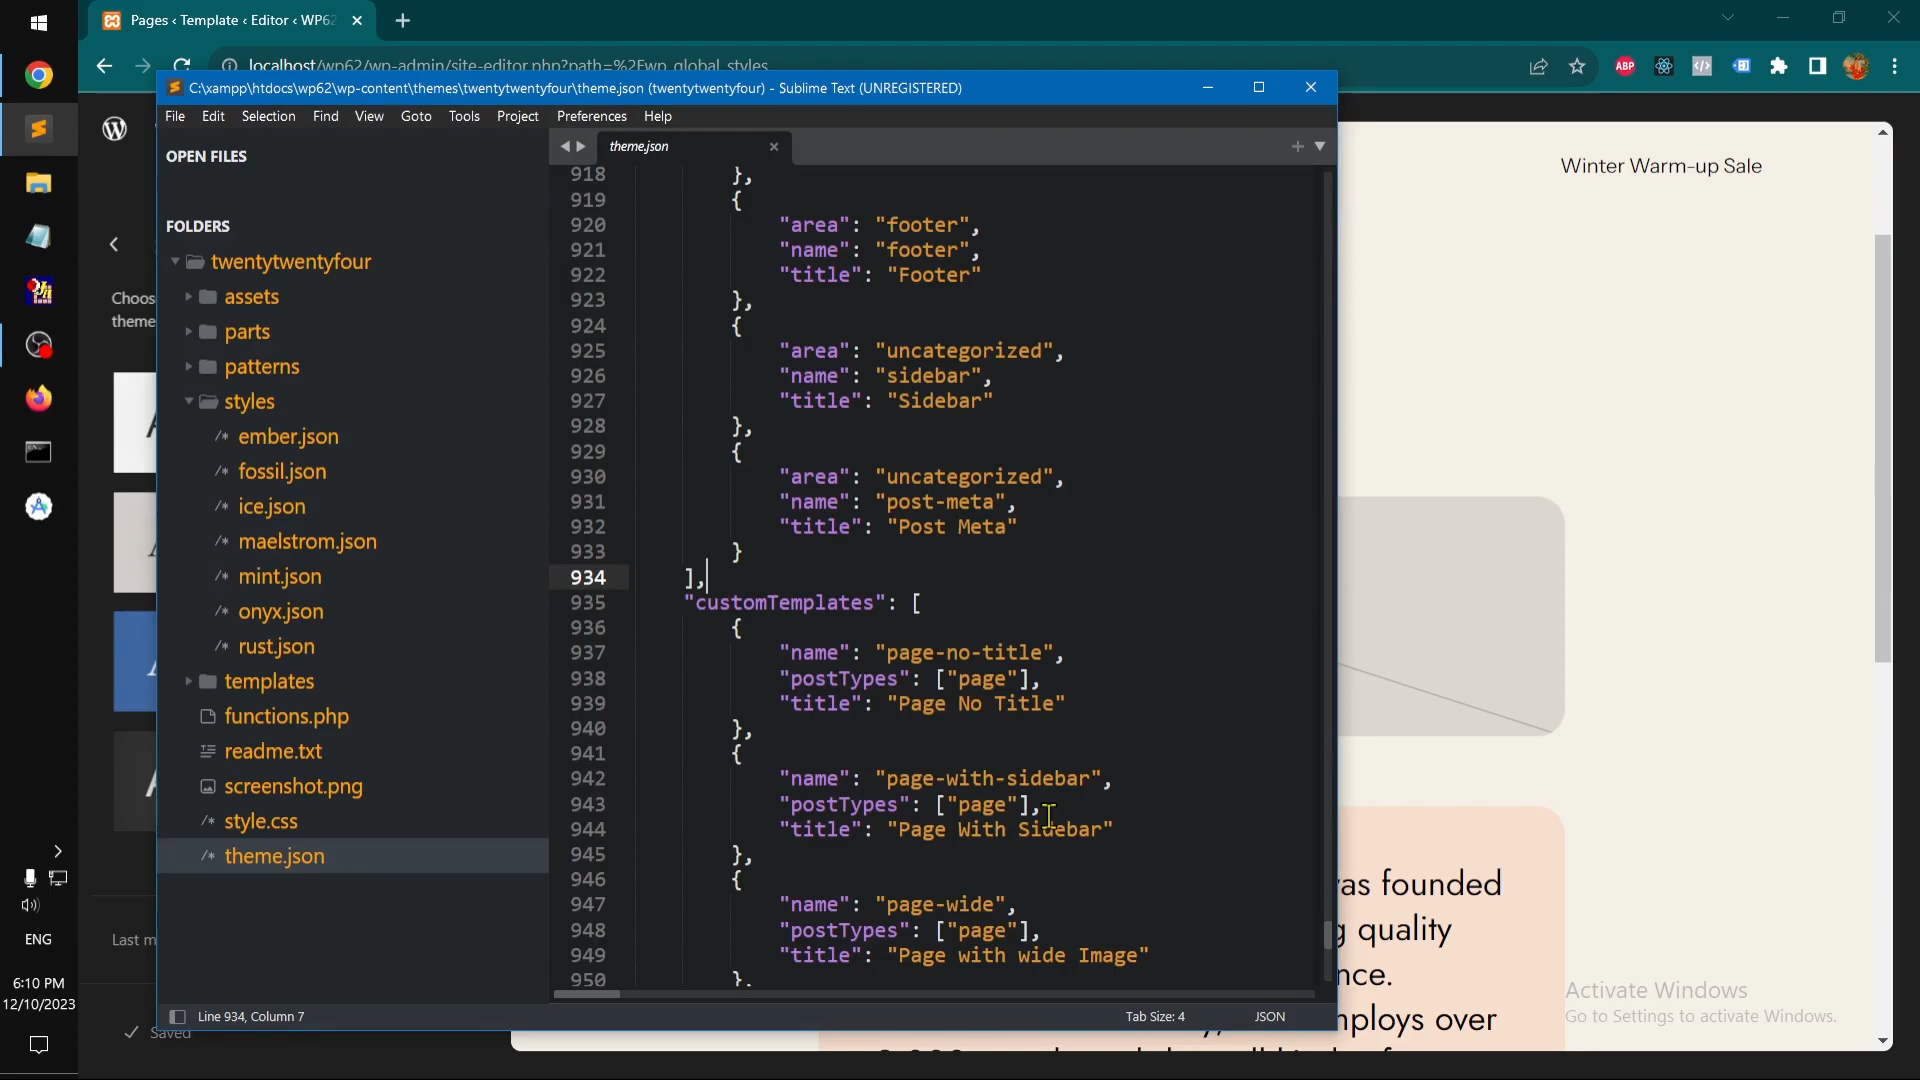 Pages ‹ Template ‹ Editor ‹ WP62
localhost/wp62/wp-admin/site-editor.php?path=%2Fwp_global_styles
ABP
C:\xampp\htdocs\wp62\wp-content\themes\twentytwentyfour\theme.json (twentytwentyfour) - Sublime Text (UNREGISTERED)
File Edit Selection Find View Goto Tools Project Preferences Help
OPEN FILES
FOLDERS
twentytwentyfour
assets
parts
patterns
styles
/* ember.json
/* fossil.json
/* ice.json
/* maelstrom.json
/* mint.json
/* onyx.json
/* rust.json
templates
functions.php
readme.txt
screenshot.png
/* style.css
/* theme.json
theme.json
918 },
919 {
920 "area": "footer",
921 "name": "footer",
922 "title": "Footer"
923 },
924 {
925 "area": "uncategorized",
926 "name": "sidebar",
927 "title": "Sidebar"
928 },
929 {
930 "area": "uncategorized",
931 "name": "post-meta",
932 "title": "Post Meta"
933 }
934 ],
935 "customTemplates": [
936 {
937 "name": "page-no-title",
938 "postTypes": ["page"],
939 "title": "Page No Title"
940 },
941 {
942 "name": "page-with-sidebar",
943 "postTypes": ["page"],
944 "title": "Page With Sidebar"
945 },
946 {
947 "name": "page-wide",
948 "postTypes": ["page"],
949 "title": "Page with wide Image"
950 },
Line 934, Column 7
Tab Size: 4
JSON
Choos
theme
Last m
Saved
Winter Warm-up Sale
as founded
quality
nce.
ploys over
Activate Windows
Go to Settings to activate Windows.
ENG
6:10 PM
12/10/2023